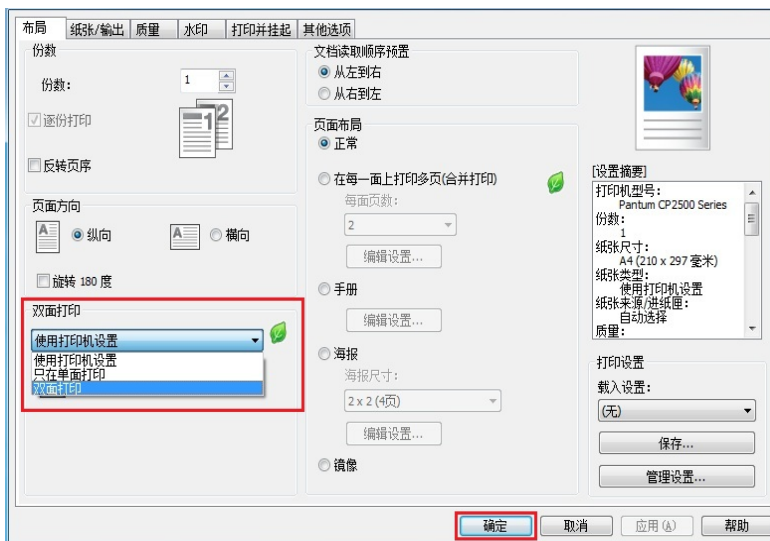 布局 纸张/输出 质量 水印 打印并挂起 其他选项
份数
份数：
1
1 2
逐份打印
反转页序
页面方向
A 纵向 A 横向
旋转 180 度
双面打印
使用打印机设置
使用打印机设置
只在单面打印
双面打印
文档读取顺序预置
从左到右
从右到左
页面布局
正常
在每一面上打印多页(合并打印)
每面页数：
2
编辑设置...
手册
编辑设置...
海报
海报尺寸：
2 x 2 (4页)
编辑设置...
镜像
[设置摘要]
打印机型号：
Pantum CP2500 Series
份数：
1
纸张尺寸：
A4 (210 x 297 毫米)
纸张类型：
使用打印机设置
纸张来源/进纸匣：
自动选择
质量：
打印设置
载入设置：
(无)
保存...
管理设置...
确定 取消 应用(A) 帮助